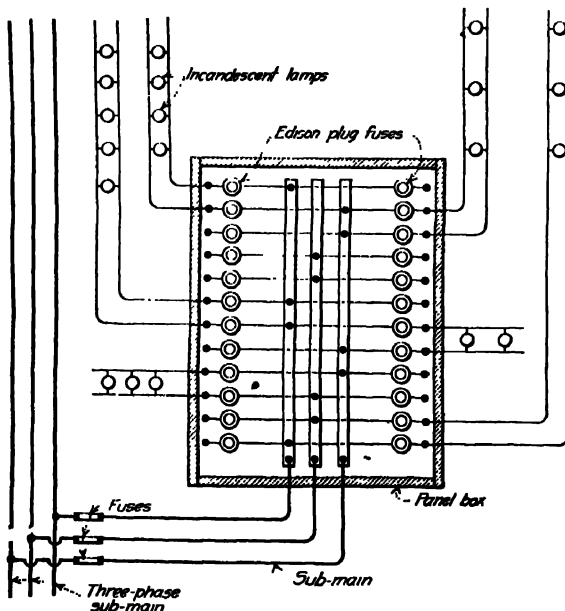 Incandescent lamps
Edison plug fuses
Fuses
Panel box
Sub-main
Three-phase
sub-main